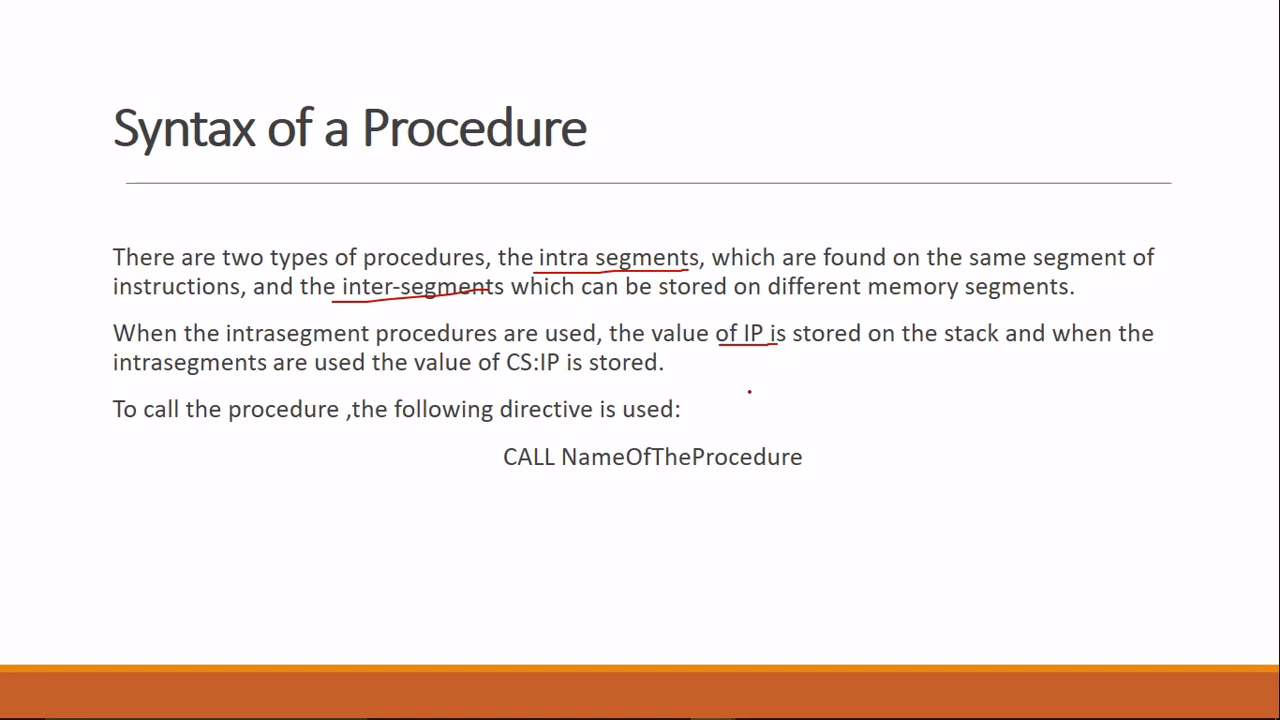 Syntax of a Procedure
There are two types of procedures, the intra segments, which are found on the same segment of
instructions, and the inter-segments which can be stored on different memory segments.
When the intrasegment procedures are used, the value of IP is stored on the stack and when the
intrasegments are used the value of CS:IP is stored.
To call the procedure ,the following directive is used:
CALL NameOfTheProcedure